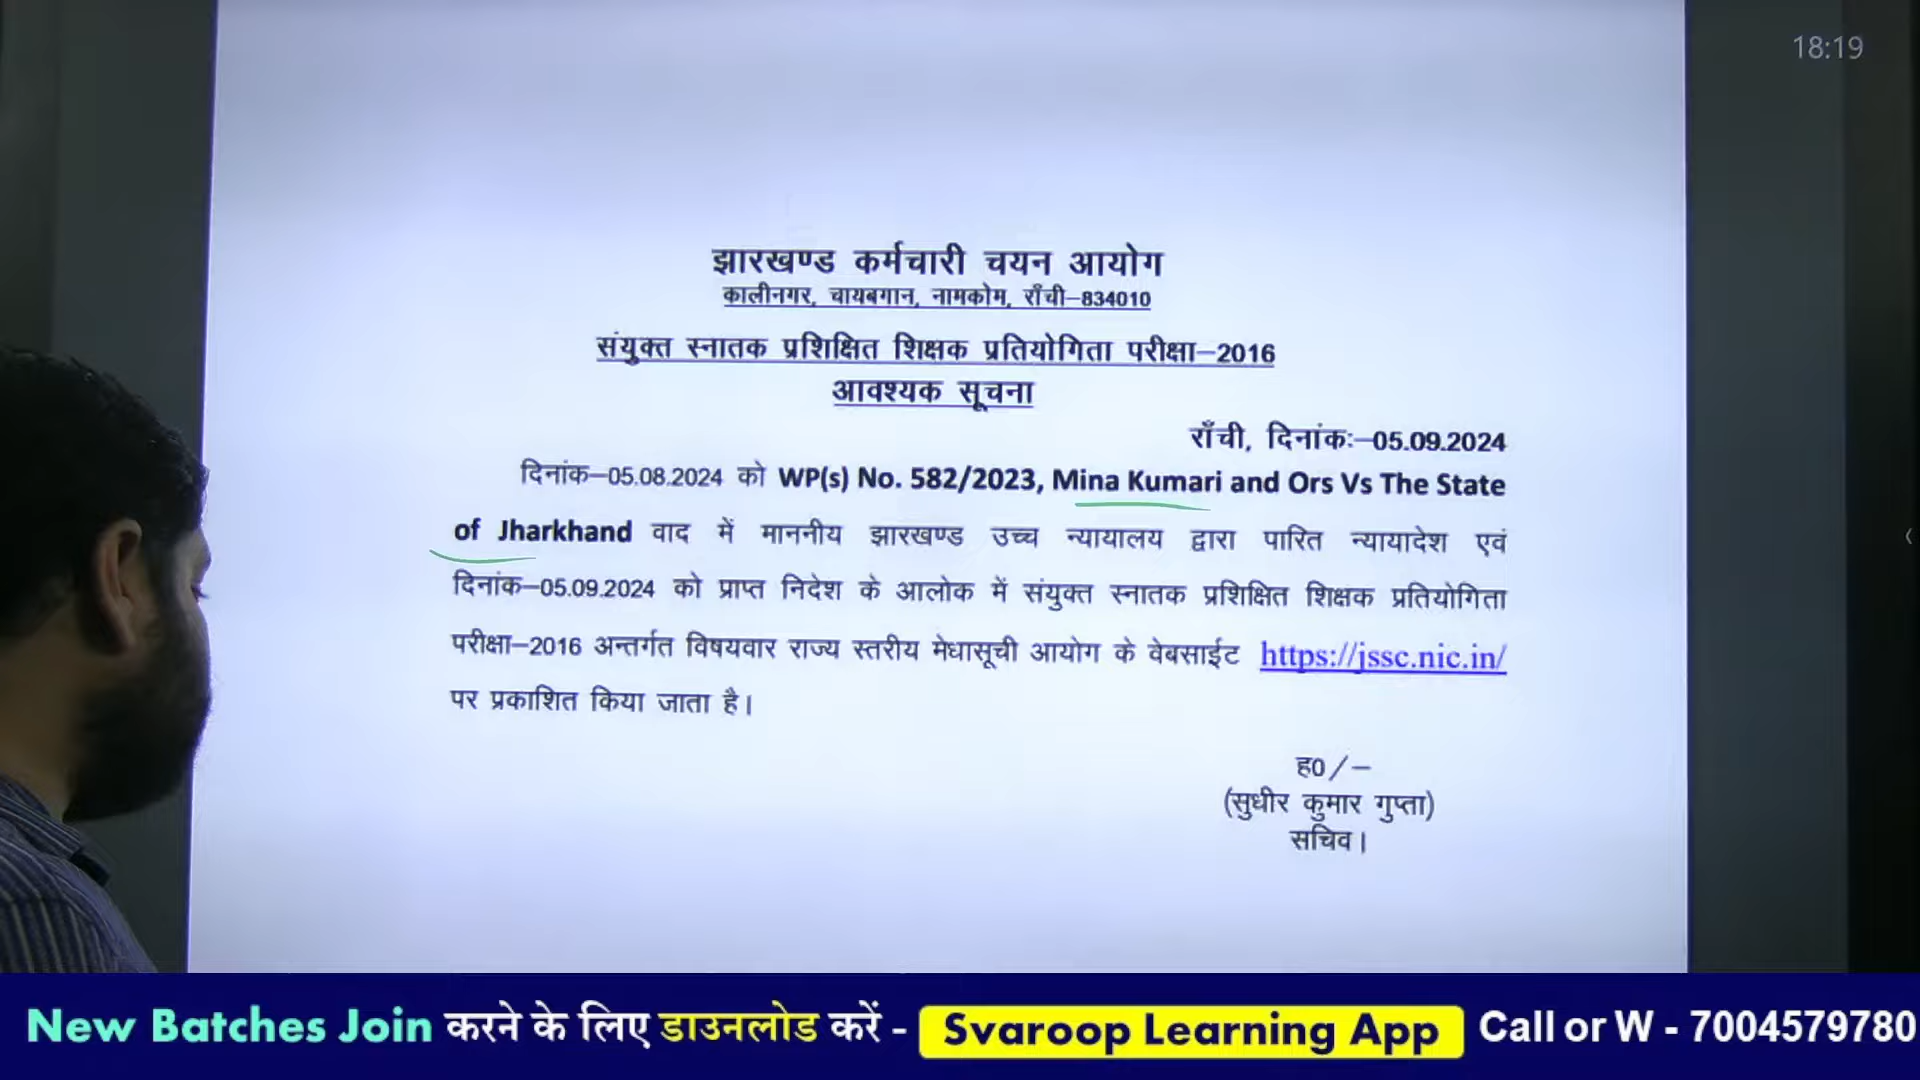 18:19
झारखण्ड कर्मचारी चयन आयोग
कालीनगर, चायबगान, नामकोम, राँची–834010
संयुक्त स्नातक प्रशिक्षित शिक्षक प्रतियोगिता परीक्षा–2016
आवश्यक सूचना
राँची, दिनांकः–05.09.2024
दिनांक–05.08.2024 को WP(s) No. 582/2023, Mina Kumari and Ors Vs The State
of Jharkhand वाद में माननीय झारखण्ड उच्च न्यायालय द्वारा पारित न्यायादेश एवं
दिनांक–05.09.2024 को प्राप्त निदेश के आलोक में संयुक्त स्नातक प्रशिक्षित शिक्षक प्रतियोगिता
परीक्षा–2016 अन्तर्गत विषयवार राज्य स्तरीय मेधासूची आयोग के वेबसाईट https://jssc.nic.in/
पर प्रकाशित किया जाता है।
ह0/–
(सुधीर कुमार गुप्ता)
सचिव।
New Batches Join करने के लिए डाउनलोड करें - Svaroop Learning App Call or W - 7004579780